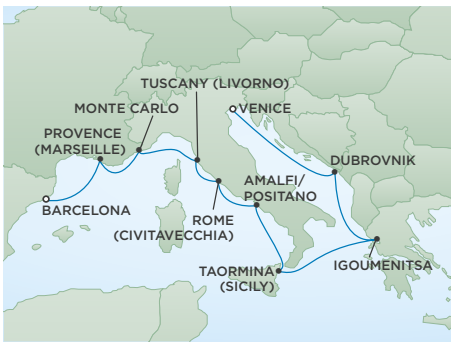 TUSCANY (LIVORNO)
MONTE CARLO
VENICE
PROVENCE
(MARSEILLE)
DUBROVNIK
AMALFI/
POSITANO
BARCELONA
ROME
(CIVITAVECCHIA)
IGOUMENITSA
TAORMINA
(SICILY)